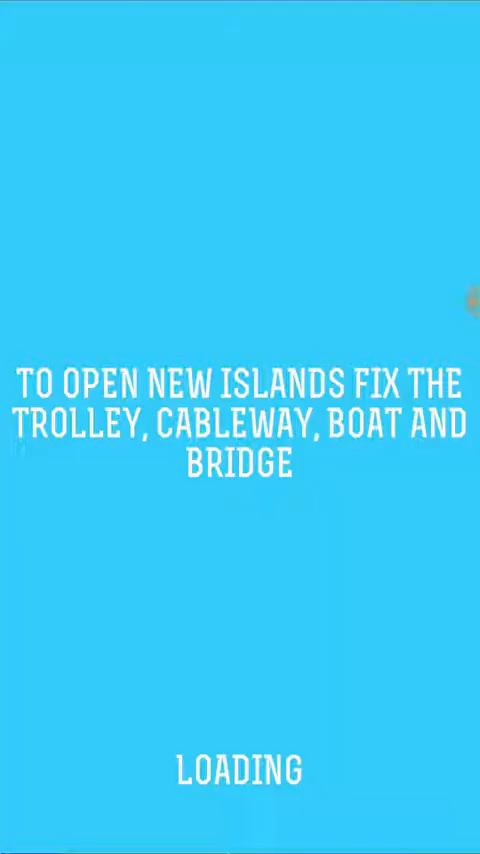 TO OPEN NEW ISLANDS FIX THE
TROLLEY, CABLEWAY, BOAT AND
BRIDGE
LOADING